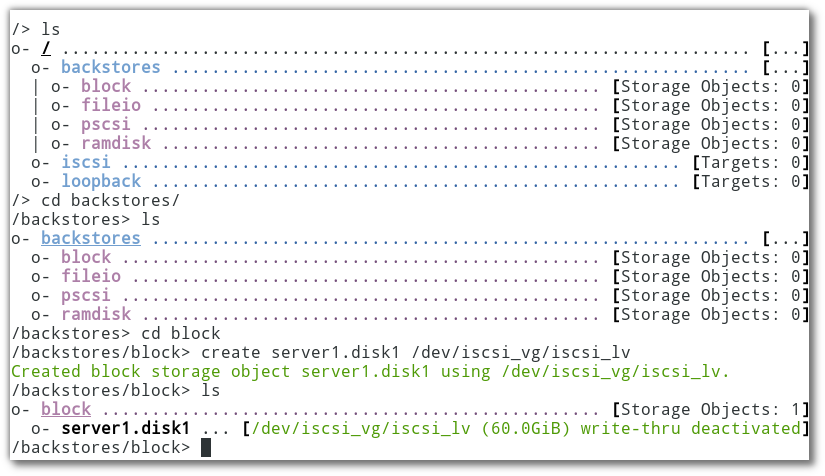 /> ls
o- / ..................................................................... [...]
  o- backstores .......................................................... [...]
  | o- block .............................................. [Storage Objects: 0]
  | o- fileio ............................................. [Storage Objects: 0]
  | o- pscsi .............................................. [Storage Objects: 0]
  | o- ramdisk ............................................ [Storage Objects: 0]
  o- iscsi ........................................................ [Targets: 0]
  o- loopback ..................................................... [Targets: 0]
/> cd backstores/
/backstores> ls
o- backstores ............................................................ [...]
  o- block ................................................ [Storage Objects: 0]
  o- fileio ............................................... [Storage Objects: 0]
  o- pscsi ................................................ [Storage Objects: 0]
  o- ramdisk .............................................. [Storage Objects: 0]
/backstores> cd block
/backstores/block> create server1.disk1 /dev/iscsi_vg/iscsi_lv
Created block storage object server1.disk1 using /dev/iscsi_vg/iscsi_lv.
/backstores/block> ls
o- block .................................................. [Storage Objects: 1]
  o- server1.disk1 ... [/dev/iscsi_vg/iscsi_lv (60.0GiB) write-thru deactivated]
/backstores/block>